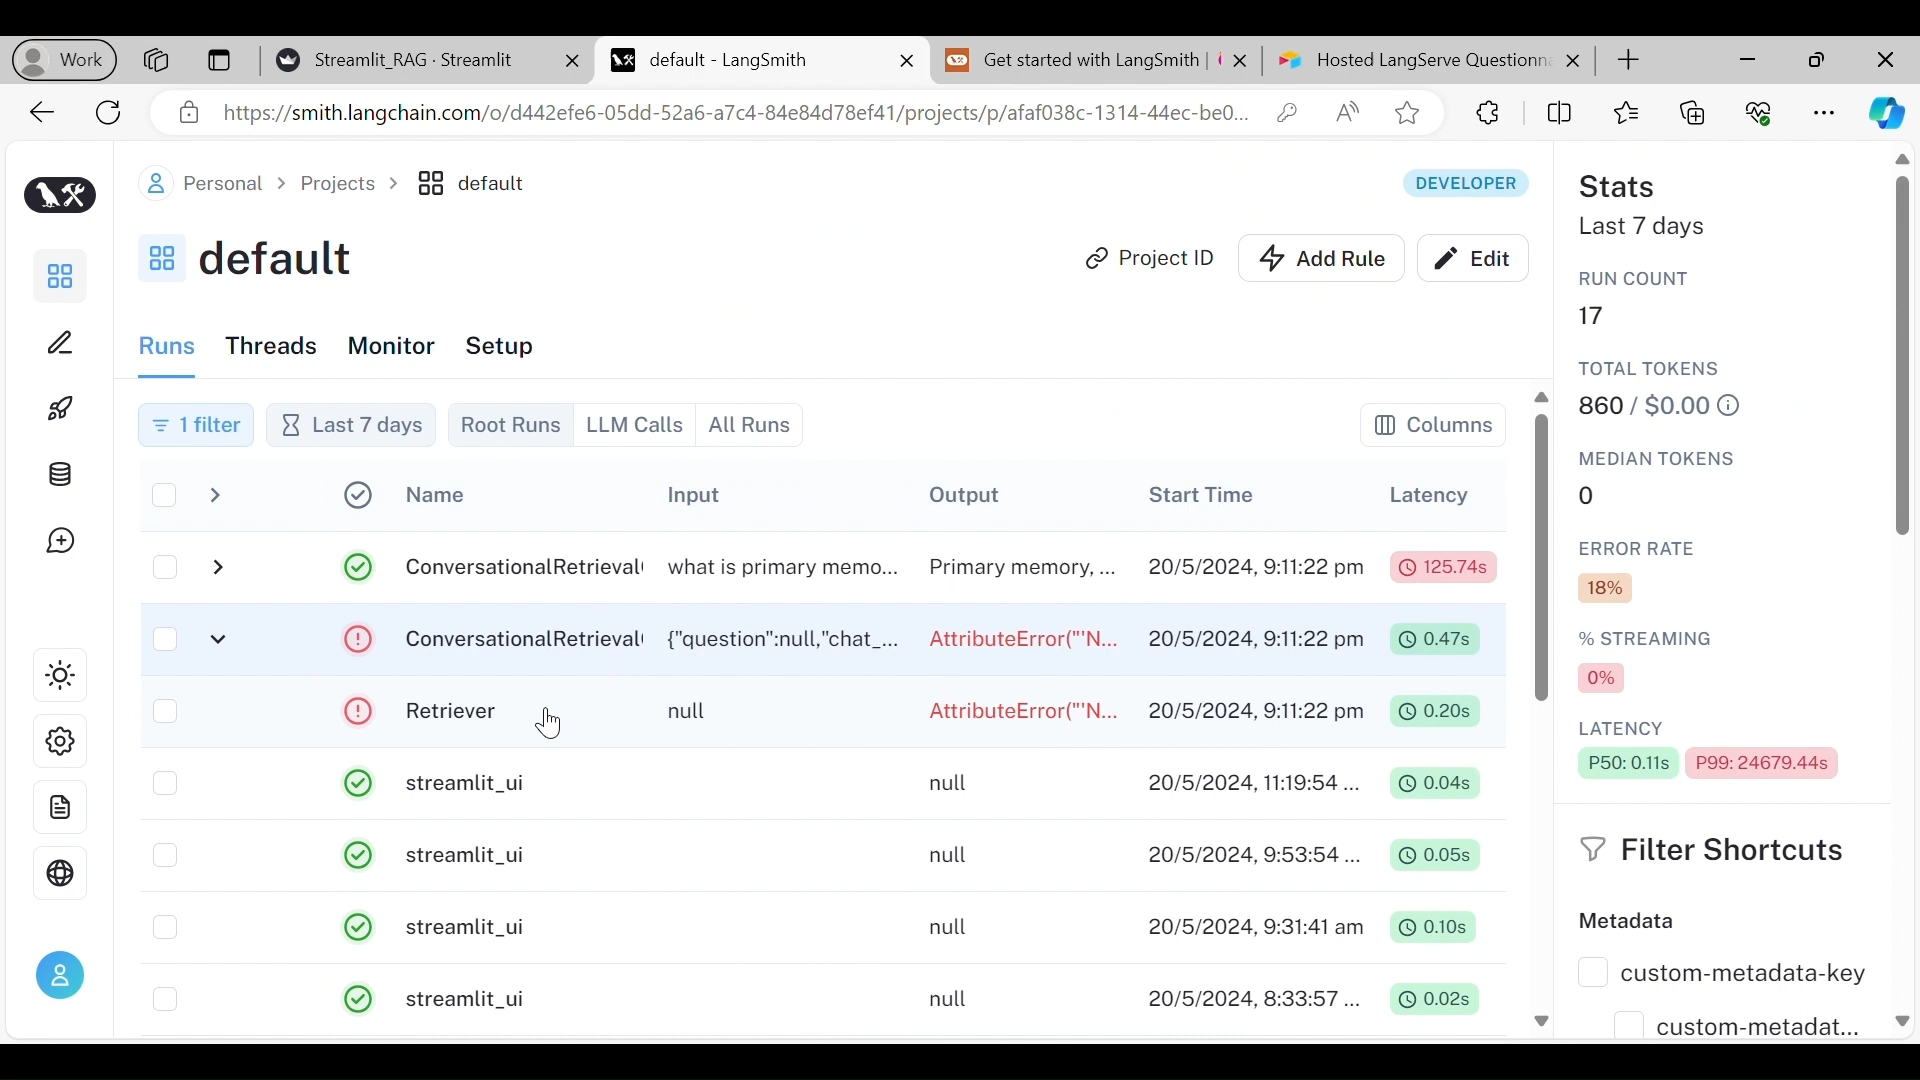 Work
Streamlit_RAG · Streamlit
default - LangSmith
Get started with LangSmith |
Hosted LangServe Questionn
https://smith.langchain.com/o/d442efe6-05dd-52a6-a7c4-84e84d78ef41/projects/p/afaf038c-1314-44ec-be0...
Personal > Projects > default
DEVELOPER
default
Project ID
Add Rule
Edit
Runs Threads Monitor Setup
1 filter Last 7 days Root Runs LLM Calls All Runs Columns
Name Input Output Start Time Latency
ConversationalRetrieval what is primary memo... Primary memory, ... 20/5/2024, 9:11:22 pm 125.74s
ConversationalRetrieval {"question":null,"chat_... AttributeError("'N... 20/5/2024, 9:11:22 pm 0.47s
Retriever null AttributeError("'N... 20/5/2024, 9:11:22 pm 0.20s
streamlit_ui null 20/5/2024, 11:19:54 ... 0.04s
streamlit_ui null 20/5/2024, 9:53:54 ... 0.05s
streamlit_ui null 20/5/2024, 9:31:41 am 0.10s
streamlit_ui null 20/5/2024, 8:33:57 ... 0.02s
Stats
Last 7 days
RUN COUNT
17
TOTAL TOKENS
860 / $0.00
MEDIAN TOKENS
0
ERROR RATE
18%
% STREAMING
0%
LATENCY
P50: 0.11s P99: 24679.44s
Filter Shortcuts
Metadata
custom-metadata-key
custom-metadat...